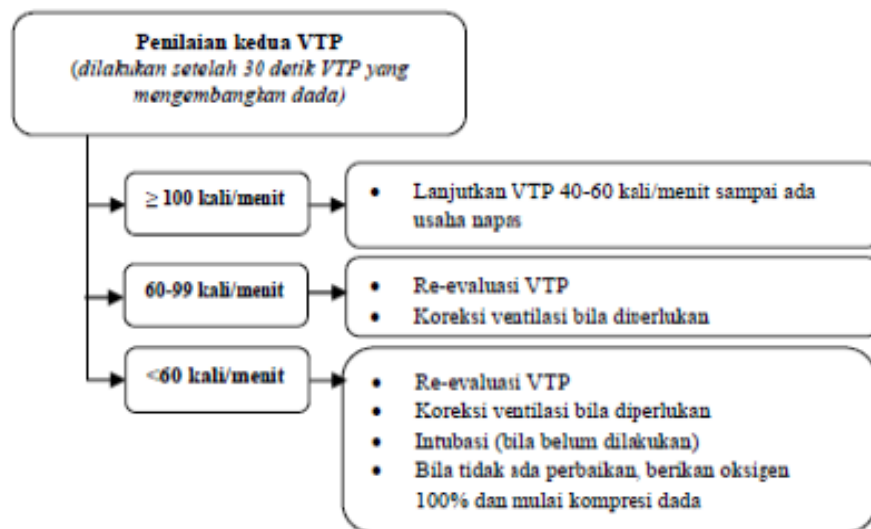 Penilaian kedua VTP
(dilakukan setelah 30 detik VTP yang
mengembangkan dada)
≥ 100 kali/menit
• Lanjutkan VTP 40-60 kali/menit sampai ada
usaha napas
60-99 kali/menit
• Re-evaluasi VTP
• Koreksi ventilasi bila diperlukan
<60 kali/menit
• Re-evaluasi VTP
• Koreksi ventilasi bila diperlukan
• Intubasi (bila belum dilakukan)
• Bila tidak ada perbaikan, berikan oksigen
100% dan mulai kompresi dada